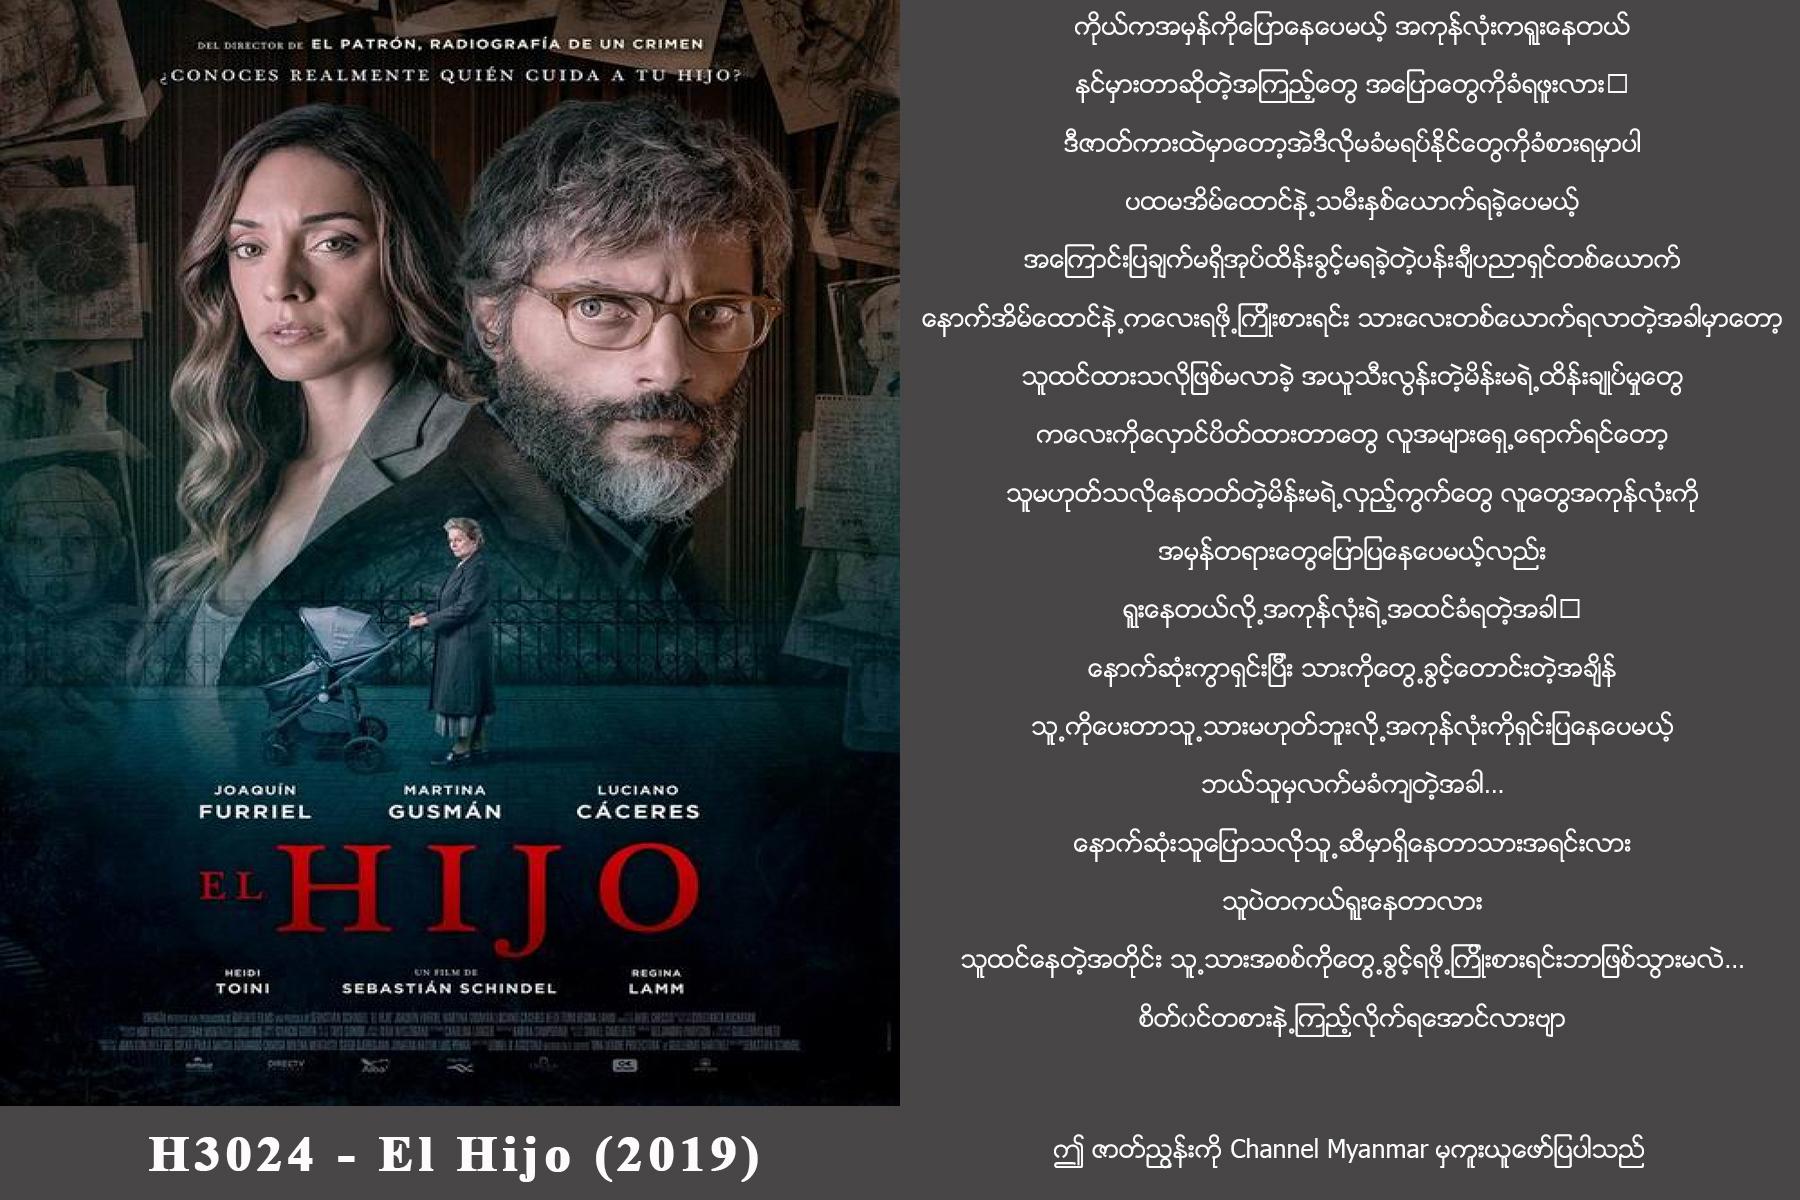 DEL DIRECTOR DE EL PATRÓN, RADIOGRAFÍA DE UN CRIMEN
¿CONOCES REALMENTE QUIÉN CUIDA A TU HIJO?
JOAQUÍN FURRIEL
MARTINA GUSMÁN
LUCIANO CÁCERES
EL HIJO
HEIDI TOINI
UN FILM DE SEBASTIÁN SCHINDEL
REGINA LAMM
DIRECTV
H3024 - El Hijo (2019)
ကိုယ်ကအမှန်ကိုပြောနေပေမယ့် အကုန်လုံးကရူးနေတယ်
နင်မှားတာဆိုတဲ့အကြည့်တွေ အပြောတွေကိုခံရဖူးလား
ဒီဇာတ်ကားထဲမှာတော့အဲဒီလိုမခံမရပ်နိုင်တွေကိုခံစားရမှာပါ
ပထမအိမ်ထောင်နဲ့သမီးနှစ်ယောက်ရခဲ့ပေမယ့်
အကြောင်းပြချက်မရှိအုပ်ထိန်းခွင့်မရခဲ့တဲ့ပန်းချီပညာရှင်တစ်ယောက်
နောက်အိမ်ထောင်နဲ့ကလေးရဖို့ကြိုးစားရင်း သားလေးတစ်ယောက်ရလာတဲ့အခါမှာတော့
သူထင်ထားသလိုဖြစ်မလာခဲ့ အယူသီးလွန်းတဲ့မိန်းမရဲ့ထိန်းချုပ်မှုတွေ
ကလေးကိုလှောင်ပိတ်ထားတာတွေ လူအများရှေ့ရောက်ရင်တော့
သူမဟုတ်သလိုနေတတ်တဲ့မိန်းမရဲ့လှည့်ကွက်တွေ လူတွေအကုန်လုံးကို
အမှန်တရားတွေပြောပြနေပေမယ့်လည်း
ရူးနေတယ်လို့အကုန်လုံးရဲ့အထင်ခံရတဲ့အခါ
နောက်ဆုံးကွာရှင်းပြီး သားကိုတွေ့ခွင့်တောင်းတဲ့အချိန်
သူ့ကိုပေးတာသူ့သားမဟုတ်ဘူးလို့အကုန်လုံးကိုရှင်းပြနေပေမယ့်
ဘယ်သူမှလက်မခံကျတဲ့အခါ...
နောက်ဆုံးသူပြောသလိုသူ့ဆီမှာရှိနေတာသားအရင်းလား
သူပဲတကယ်ရူးနေတာလား
သူထင်နေတဲ့အတိုင်း သူ့သားအစစ်ကိုတွေ့ခွင့်ရဖို့ကြိုးစားရင်းဘာဖြစ်သွားမလဲ...
စိတ်ဝင်တစားနဲ့ကြည့်လိုက်ရအောင်လားဗျာ
ဤ ဇာတ်ညွှန်းကို Channel Myanmar မှကူးယူဖော်ပြပါသည်